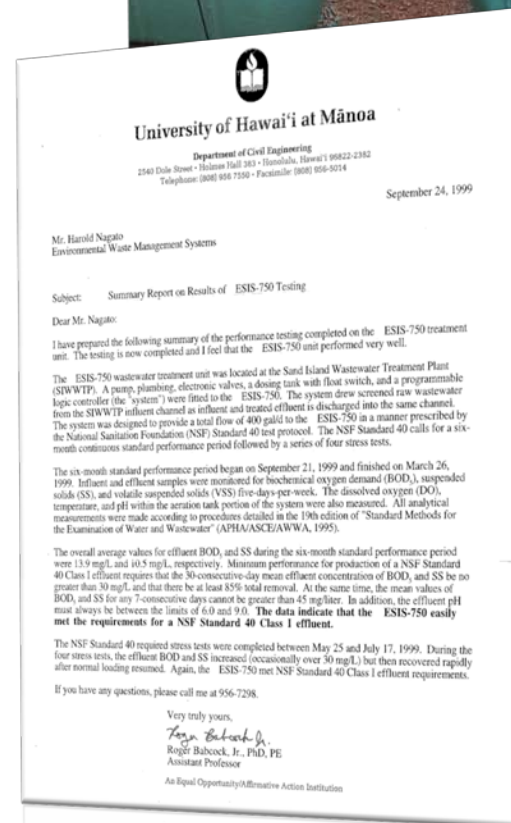 University of Hawai'i at Mānoa
Department of Civil Engineering
2540 Dole Street • Holmes Hall 383 • Honolulu, Hawai'i 96822-2382
Telephone: (808) 956 7550 • Facsimile: (808) 956-5014
September 24, 1999
Mr. Harold Nagato
Environmental Waste Management Systems
Subject: Summary Report on Results of ESIS-750 Testing
Dear Mr. Nagato:
I have prepared the following summary of the performance testing completed on the ESIS-750 treatment
unit. The testing is now completed and I feel that the ESIS-750 unit performed very well.
The ESIS-750 wastewater treatment unit was located at the Sand Island Wastewater Treatment Plant
(SIWWTP). A pump, plumbing, electronic valves, a dosing tank with float switch, and a programmable
logic controller (the "system") were fitted to the ESIS-750. The system drew screened raw wastewater
from the SIWWTP influent channel as influent and treated effluent is discharged into the same channel.
The system was designed to provide a total flow of 400 gal/d to the ESIS-750 in a manner prescribed by
the National Sanitation Foundation (NSF) Standard 40 test protocol. The NSF Standard 40 calls for a six-
month continuous standard performance period followed by a series of four stress tests.
The six-month standard performance period began on September 21, 1999 and finished on March 26,
1999. Influent and effluent samples were monitored for biochemical oxygen demand (BOD₅), suspended
solids (SS), and volatile suspended solids (VSS) five-days-per-week. The dissolved oxygen (DO),
temperature, and pH within the aeration tank portion of the system were also measured. All analytical
measurements were made according to procedures detailed in the 19th edition of "Standard Methods for
the Examination of Water and Wastewater" (APHA/ASCE/AWWA, 1995).
The overall average values for effluent BOD₅ and SS during the six-month standard performance period
were 13.9 mg/L and 10.5 mg/L, respectively. Minimum performance for production of a NSF Standard
40 Class I effluent requires that the 30-consecutive-day mean effluent concentration of BOD₅ and SS be no
greater than 30 mg/L and that there be at least 85% total removal. At the same time, the mean values of
BOD₅ and SS for any 7-consecutive days cannot be greater than 45 mg/liter. In addition, the effluent pH
must always be between the limits of 6.0 and 9.0. The data indicate that the ESIS-750 easily
met the requirements for a NSF Standard 40 Class I effluent.
The NSF Standard 40 required stress tests were completed between May 25 and July 17, 1999. During the
four stress tests, the effluent BOD and SS increased (occasionally over 30 mg/L) but then recovered rapidly
after normal loading resumed. Again, the ESIS-750 met NSF Standard 40 Class I effluent requirements.
If you have any questions, please call me at 956-7298.
Very truly yours,
Roger Babcock Jr.
Roger Babcock, Jr., PhD, PE
Assistant Professor
An Equal Opportunity/Affirmative Action Institution